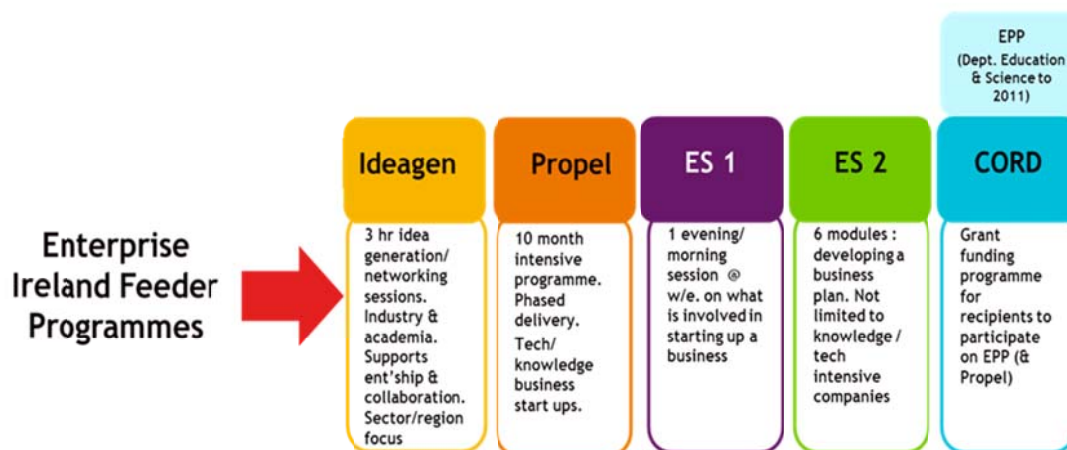 Enterprise
Ireland Feeder
Programmes
Ideagen
3 hr idea
generation/
networking
sessions.
Industry &
academia.
Supports
ent'ship &
collaboration.
Sector/region
focus
Propel
10 month
intensive
programme.
Phased
delivery.
Tech/
knowledge
business
start ups.
ES 1
1 evening/
morning
session @
w/e. on what
is involved in
starting up a
business
ES 2
6 modules :
developing a
business
plan. Not
limited to
knowledge /
tech
intensive
companies
EPP
(Dept. Education
& Science to
2011)
CORD
Grant
funding
programme
for
recipients to
participate
on EPP (&
Propel)